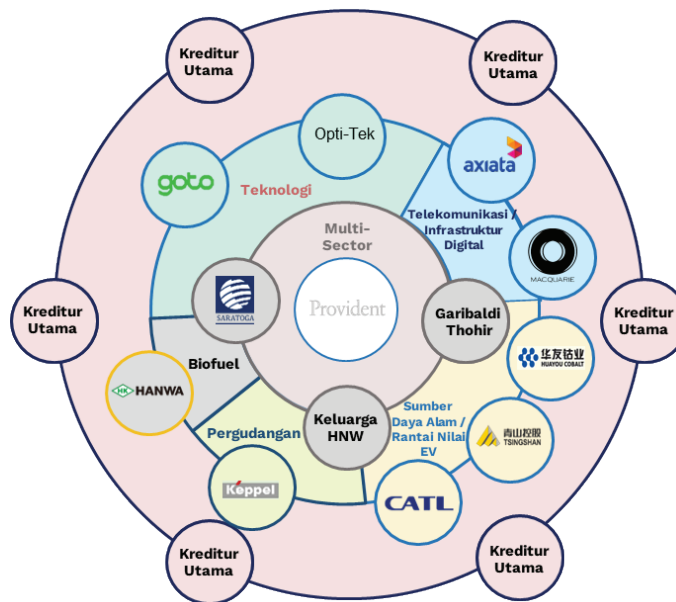 Kreditur
Utama
Kreditur
Utama
Opti-Tek
axiata
goto
Teknologi
Telekomunikasi /
Infrastruktur
Digital
Multi-
Sector
MACQUARIE
SARATOGA
Provident
Garibaldi
Thohir
Kreditur
Utama
Kreditur
Utama
华友钴业
HUAYOU COBALT
Biofuel
HANWA
Keluarga
HNW
Sumber
Daya Alam /
Rantai Nilai
EV
Pergudangan
青山控股
TSINGSHAN
Keppel
CATL
Kreditur
Utama
Kreditur
Utama